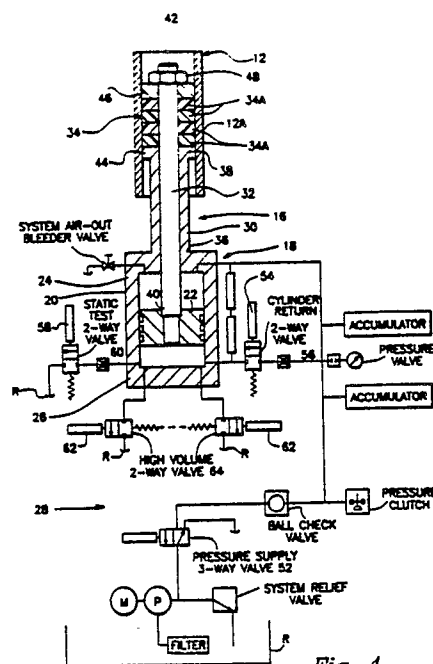 42
12
48
46
34A
34
12A
34A
44
38
32
16
30
SYSTEM AIR-OUT
BLEEDER VALVE
36
18
24
20
40
22
54
STATIC
TEST
2-WAY
VALVE
58
60
CYLINDER
RETURN
2-WAY
VALVE
56
ACCUMULATOR
PRESSURE
VALVE
R
26
ACCUMULATOR
62
62
R
R
HIGH VOLUME
2-WAY VALVE 64
28
BALL CHECK
VALVE
PRESSURE
CLUTCH
PRESSURE SUPPLY
3-WAY VALVE 52
SYSTEM RELIEF
VALVE
M
P
FILTER
R